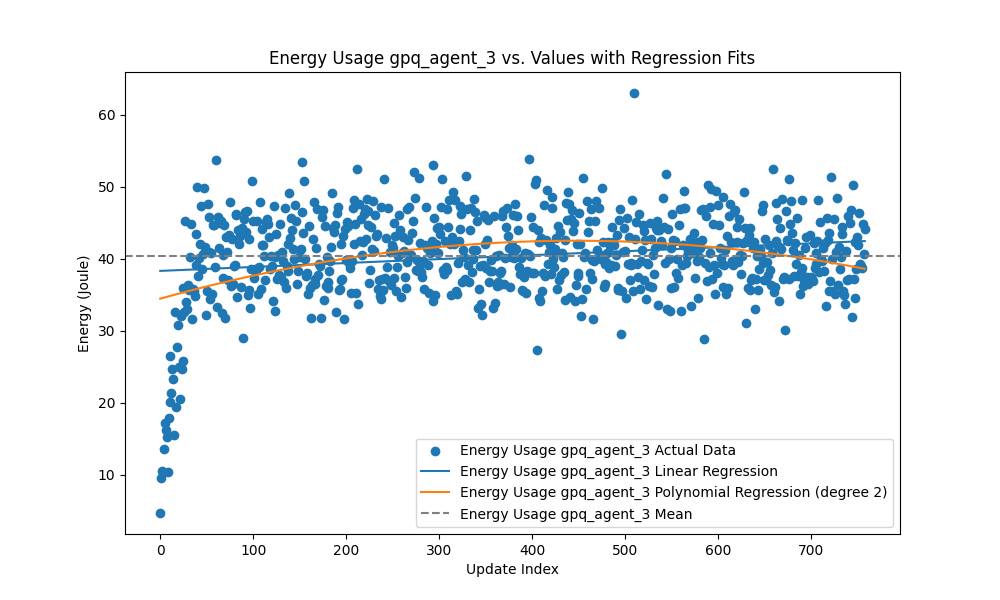 Energy Usage gpq_agent_3 vs. Values with Regression Fits
Energy (Joule)
60
50
40
30
20
10
Energy Usage gpq_agent_3 Actual Data
Energy Usage gpq_agent_3 Linear Regression
Energy Usage gpq_agent_3 Polynomial Regression (degree 2)
Energy Usage gpq_agent_3 Mean
0 100 200 300 400 500 600 700
Update Index